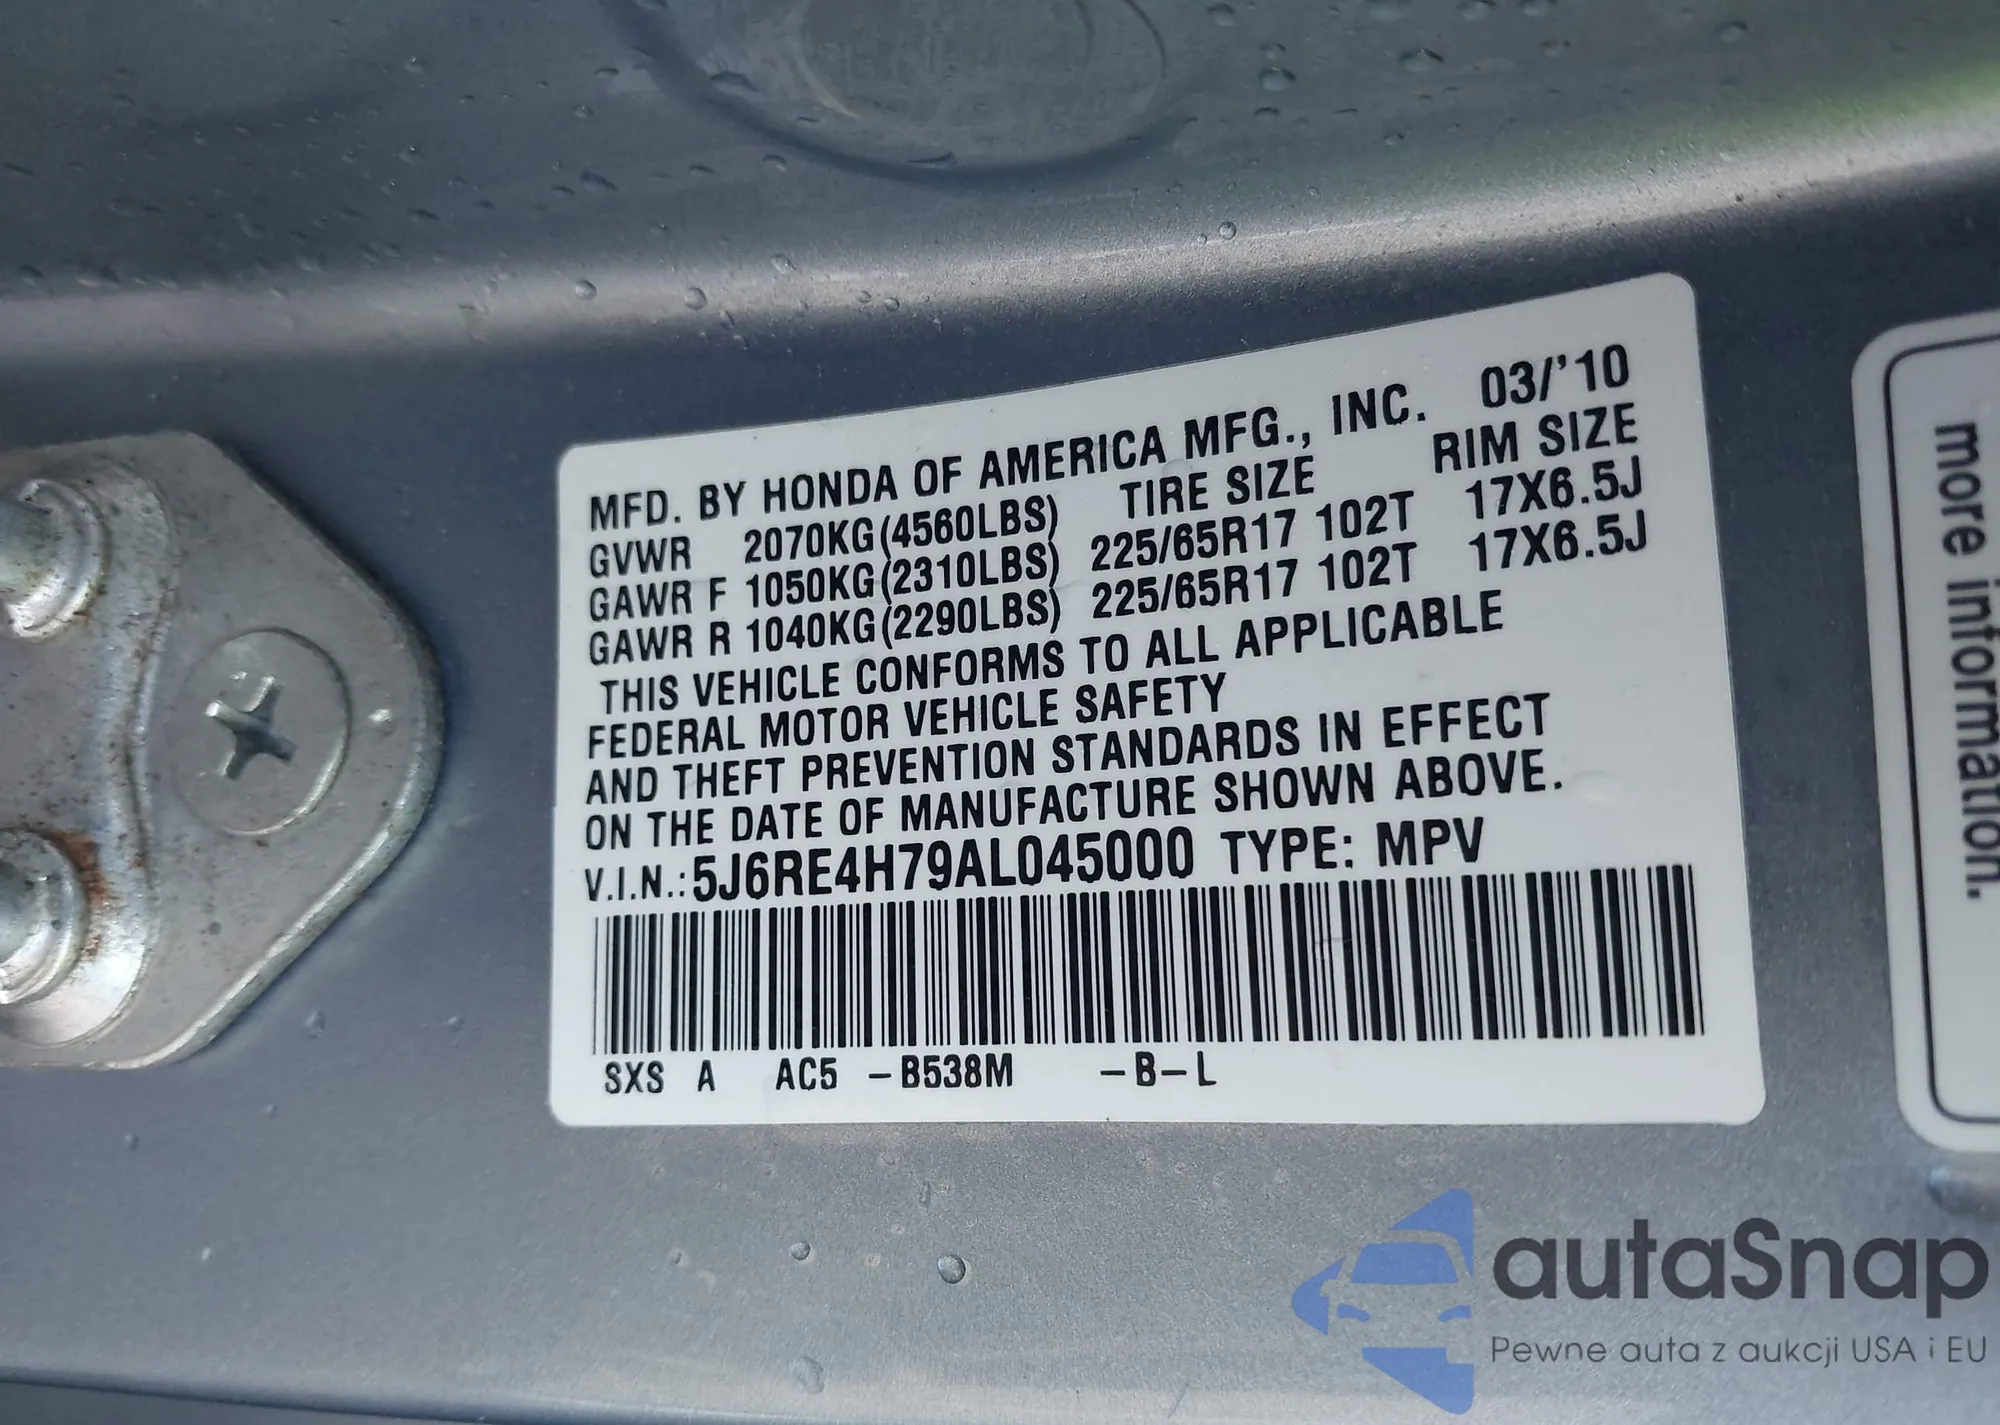 MFD. BY HONDA OF AMERICA MFG., INC. 03/'10
GVWR 2070KG(4560LBS) TIRE SIZE RIM SIZE
GAWR F 1050KG(2310LBS) 225/65R17 102T 17X6.5J
GAWR R 1040KG(2290LBS) 225/65R17 102T 17X6.5J
THIS VEHICLE CONFORMS TO ALL APPLICABLE
FEDERAL MOTOR VEHICLE SAFETY
AND THEFT PREVENTION STANDARDS IN EFFECT
ON THE DATE OF MANUFACTURE SHOWN ABOVE.
V.I.N.:5J6RE4H79AL045000 TYPE: MPV
SXS A AC5 -B538M -B-L
more information.
autaSnap
Pewne auta z aukcji USA i EU